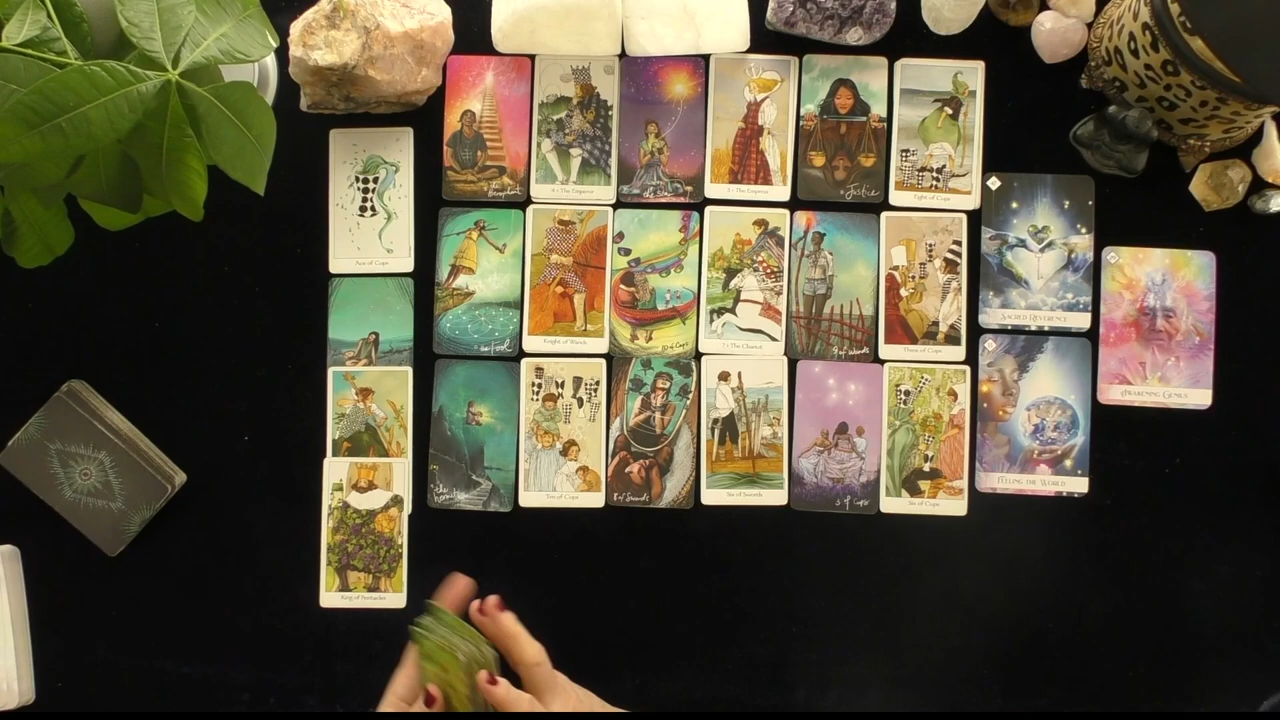 4 : The Emperor
3 : The Empress
Justice
Eight of Cups
Ace of Cups
the fool
Knight of Wands
10 of Cups
7 : The Chariot
9 of Wands
Three of Cups
Sacred Reverence
Awakening Genius
the hermit
Ten of Cups
8 of Swords
Six of Swords
3 of Cups
Six of Cups
Feeling the World
King of Pentacles